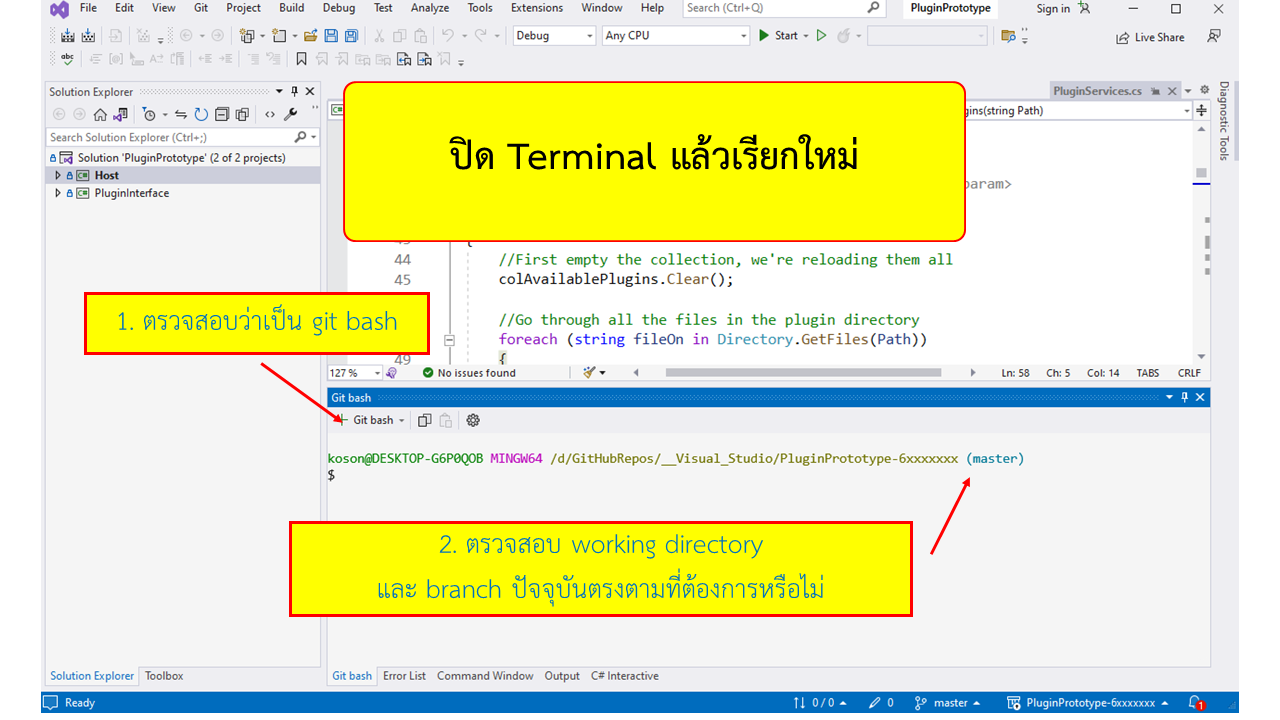 File Edit View Git Project Build Debug Test Analyze Tools Extensions Window Help Search (Ctrl+Q) PluginPrototype Sign in
Debug Any CPU Start Live Share
Solution Explorer
PluginServices.cs
Diagnostic Tools
C#
gins(string Path)
Search Solution Explorer (Ctrl+;)
Solution 'PluginPrototype' (2 of 2 projects)
C# Host
C# PluginInterface
ปิด Terminal แล้วเรียกใหม่
param>
{
44 //First empty the collection, we're reloading them all
45 colAvailablePlugins.Clear();
//Go through all the files in the plugin directory
foreach (string fileOn in Directory.GetFiles(Path))
49 {
1. ตรวจสอบว่าเป็น git bash
127 % No issues found Ln: 58 Ch: 5 Col: 14 TABS CRLF
Git bash
Git bash
koson@DESKTOP-G6P0QOB MINGW64 /d/GitHubRepos/__Visual_Studio/PluginPrototype-6xxxxxxx (master)
$
2. ตรวจสอบ working directory
และ branch ปัจจุบันตรงตามที่ต้องการหรือไม่
Solution Explorer Toolbox
Git bash Error List Command Window Output C# Interactive
Ready 0 / 0 0 master PluginPrototype-6xxxxxxx 1